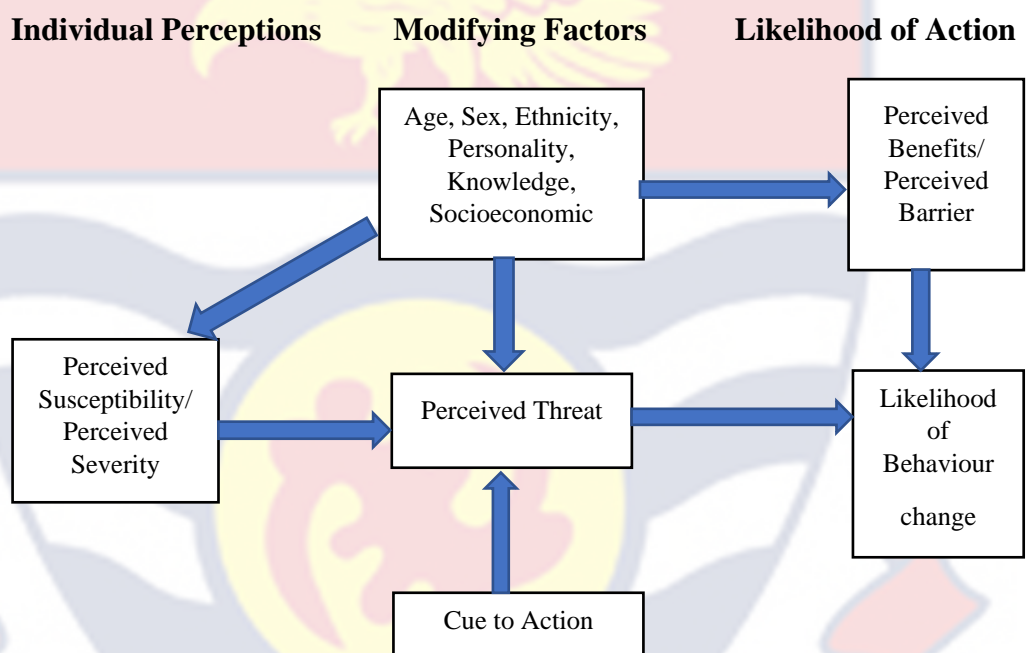 Individual Perceptions
Modifying Factors
Likelihood of Action
Age, Sex, Ethnicity,
Personality,
Knowledge,
Socioeconomic
Perceived
Benefits/
Perceived
Barrier
Perceived
Susceptibility/
Perceived
Severity
Perceived Threat
Likelihood
of
Behaviour
change
Cue to Action